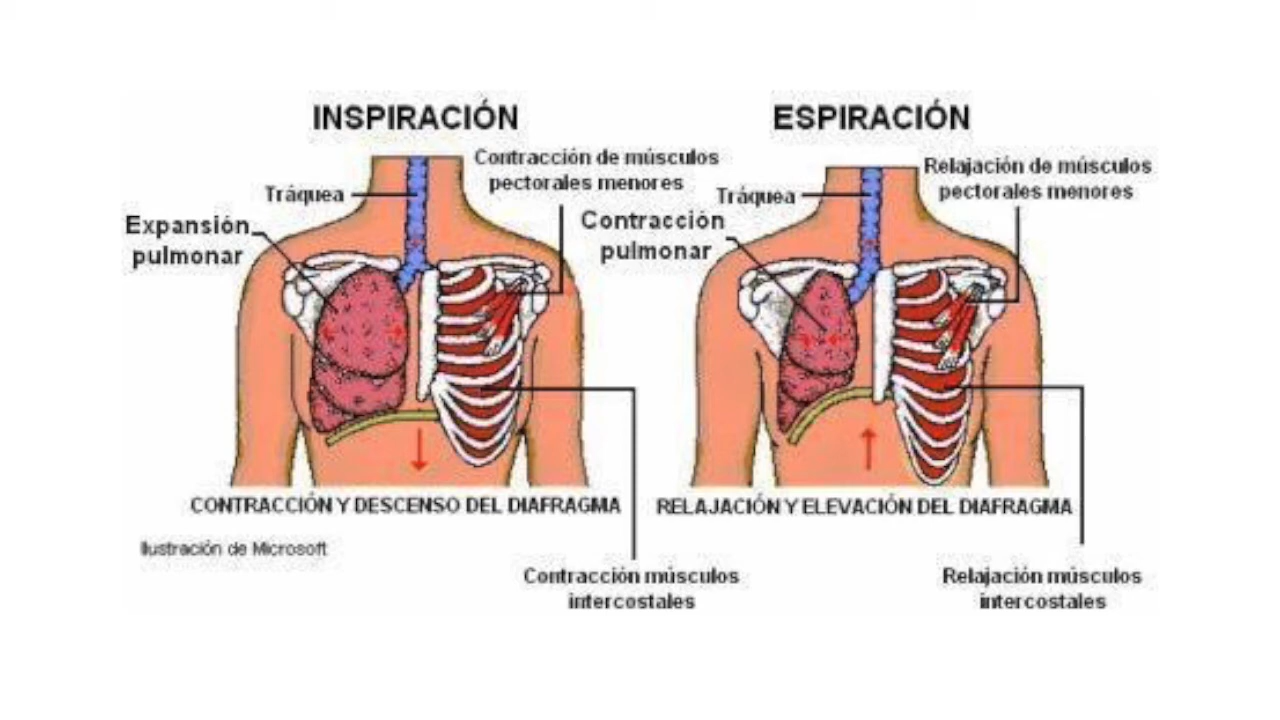 INSPIRACIÓN
Contracción de músculos
pectorales menores
Tráquea
Expansión
pulmonar
CONTRACCIÓN Y DESCENSO DEL DIAFRAGMA
Ilustración de Microsoft
Contracción músculos
intercostales
ESPIRACIÓN
Relajación de músculos
pectorales menores
Tráquea
Contracción
pulmonar
RELAJACIÓN Y ELEVACIÓN DEL DIAFRAGMA
Relajación músculos
intercostales